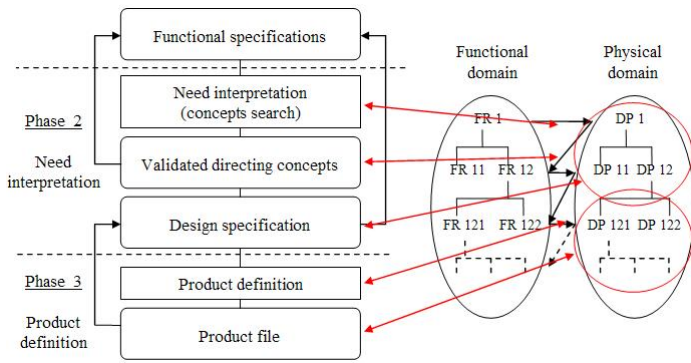 Functional specifications
Phase 2
Need interpretation
(concepts search)
Need
interpretation
Validated directing concepts
Design specification
Phase 3
Product definition
Product
definition
Product file
Functional
domain
Physical
domain
FR 1
DP 1
FR 11
FR 12
DP 11
DP 12
FR 121
FR 122
DP 121
DP 122